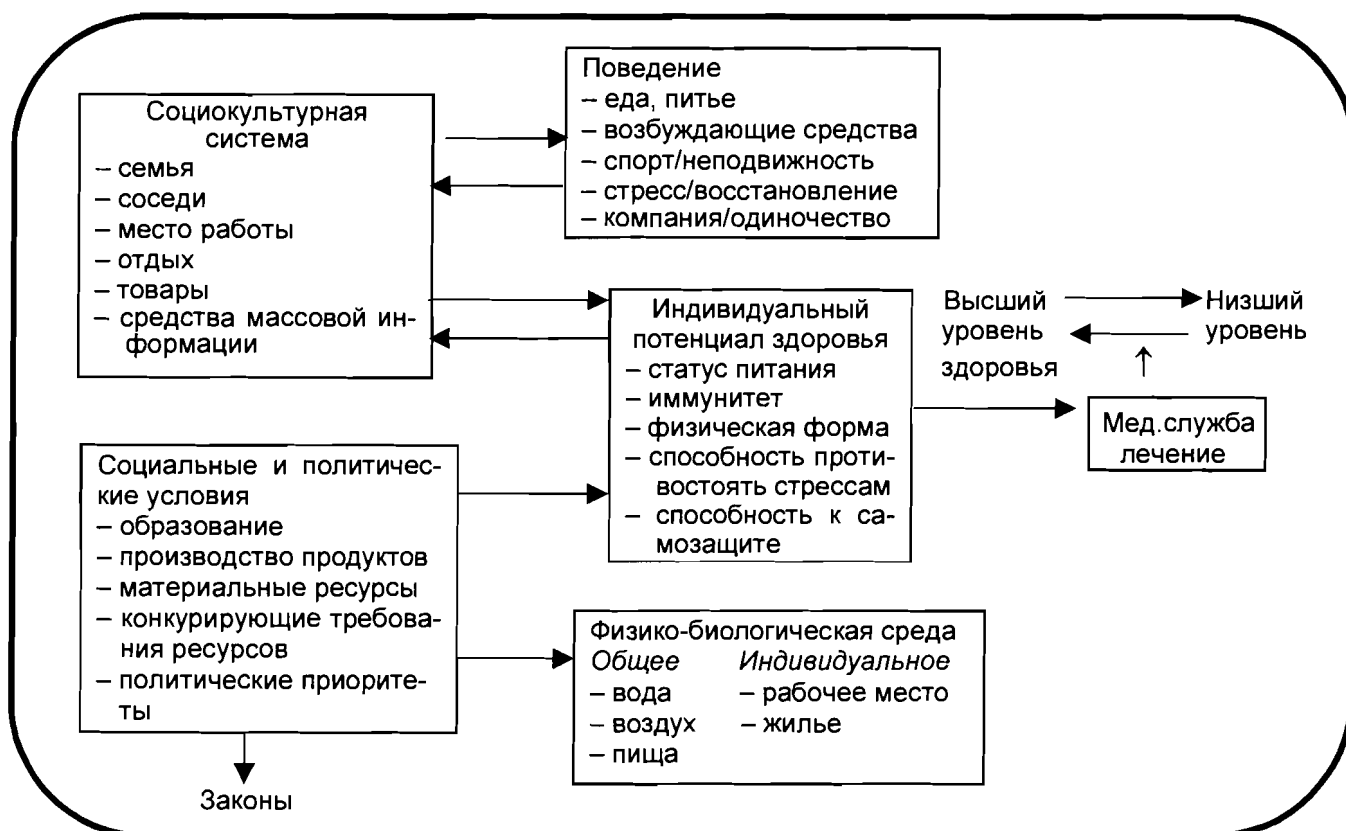 Социокультурная
система
– семья
– соседи
– место работы
– отдых
– товары
– средства массовой ин-
формации
Поведение
– еда, питье
– возбуждающие средства
– спорт/неподвижность
– стресс/восстановление
– компания/одиночество
Индивидуальный
потенциал здоровья
– статус питания
– иммунитет
– физическая форма
– способность проти-
востоять стрессам
– способность к са-
мозащите
Высший
уровень
здоровья
Низший
уровень
Мед.служба
лечение
Социальные и политичес-
кие условия
– образование
– производство продуктов
– материальные ресурсы
– конкурирующие требова-
ния ресурсов
– политические приорите-
ты
Законы
Физико-биологическая среда
Общее Индивидуальное
– вода – рабочее место
– воздух – жилье
– пища